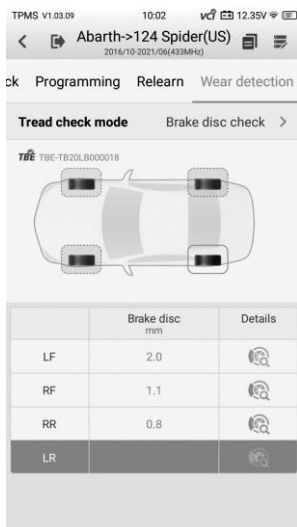 TPMS V1.03.09 10:02 vci 12.35V
Abarth->124 Spider(US)
2016/10-2021/06(433MHz)
ck Programming Relearn Wear detection
Tread check mode Brake disc check >
TBE TBE-TB20LB000018
Brake disc Details
mm
LF 2.0
RF 1.1
RR 0.8
LR